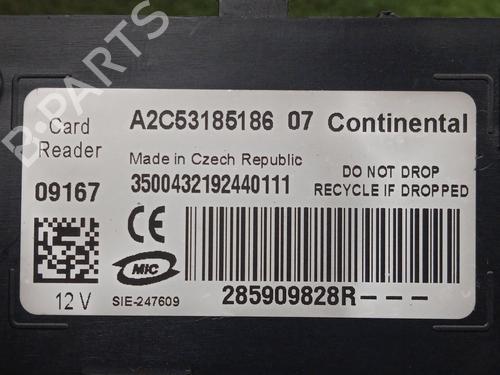 Card
Reader
A2C53185186 07 Continental
Made in Czech Republic
DO NOT DROP
RECYCLE IF DROPPED
09167
3500432192440111
CE
MIC
12 V
SIE-247609
285909828R---
B-PARTS